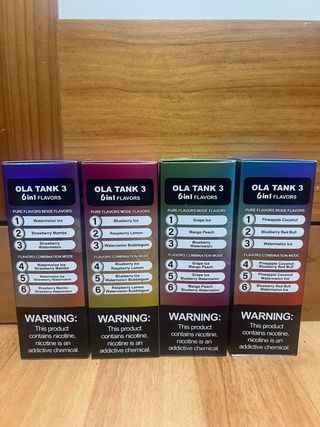 OLA TANK 3
6in1 FLAVORS
PURE FLAVORS MODE FLAVORS
1 Watermelon Ice
2 Strawberry Mambe
3 Strawberry
Watermelon
FLAVORS COMBINATION MODE
4 Watermelon Ice
Strawberry Mambe
5 Watermelon Ice
Strawberry Watermelon
Strawberry Mambe
Strawberry Watermelon
WARNING:
This product
contains nicotine,
nicotine is an
addictive chemical.
OLA TANK 3
6in1 FLAVORS
PURE FLAVORS MODE FLAVORS
1 Blueberry Ice
2 Raspberry Lemon
3 Watermelon Bubblegum
FLAVORS COMBINATION MODE
4 Blueberry Ice
Raspberry Lemon
5 Blueberry Ice
Watermelon Bubblegum
Raspberry Lemon
Watermelon Bubblegum
WARNING:
This product
contains nicotine,
nicotine is an
addictive chemical.
OLA TANK 3
6in1 FLAVORS
PURE FLAVORS MODE FLAVORS
1 Grape Ice
2 Mango Peach
3 Blueberry
Watermelon
FLAVORS COMBINATION MODE
4 Grape Ice
Mango Peach
5 Grape Ice
Blueberry Watermelon
6 Mango Peach
Blueberry Watermelon
WARNING:
This product
contains nicotine,
nicotine is an
addictive chemical.
OLA TANK 3
6in1 FLAVORS
PURE FLAVORS MODE FLAVORS
1 Pineapple Coconut
2 Blueberry Red Bull
3 Watermelon Ice
FLAVORS COMBINATION MODE
4 Pineapple Coconut
Blueberry Red Bull
5 Pineapple Coconut
Watermelon Ice
6 Blueberry Red Bull
Watermelon Ice
WARNING:
This product
contains nicotine,
nicotine is an
addictive chemical.